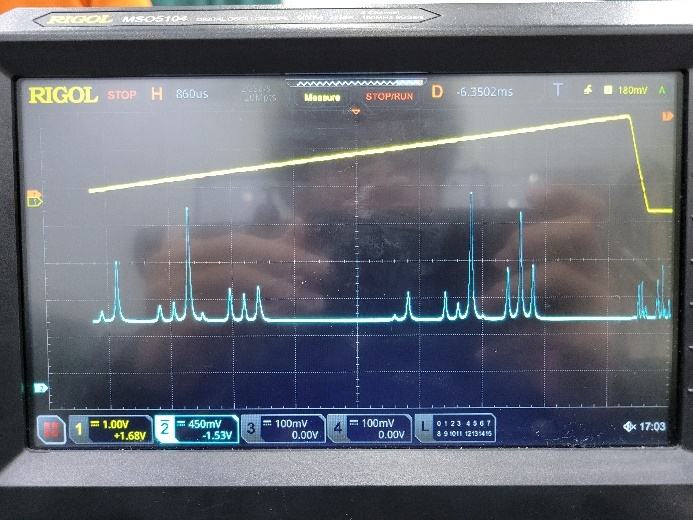 RIGOL MSO5104
RIGOL STOP H 860us Measure STOP/RUN D -6.3502ms T 180mV A
1 1.00V 2 450mV 3 100mV 4 100mV L 0 1 2 3 4 5 6 7
+1.68V -1.53V 0.00V 0.00V 8 9 10 11 12 13 14 15
17:03